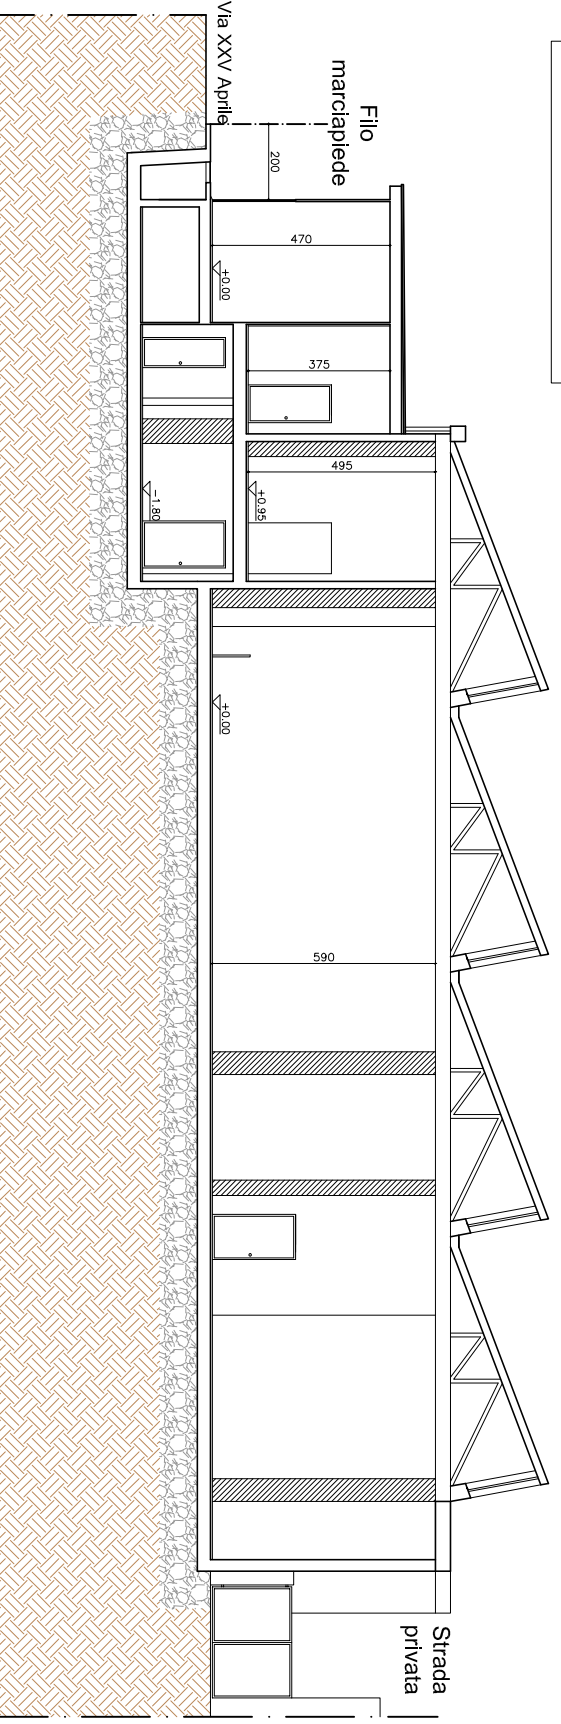 Via XXV Aprile
Filo
marciapiede
200
470
+0.00
375
495
+0.95
-1.80
+0.00
590
Strada
privata